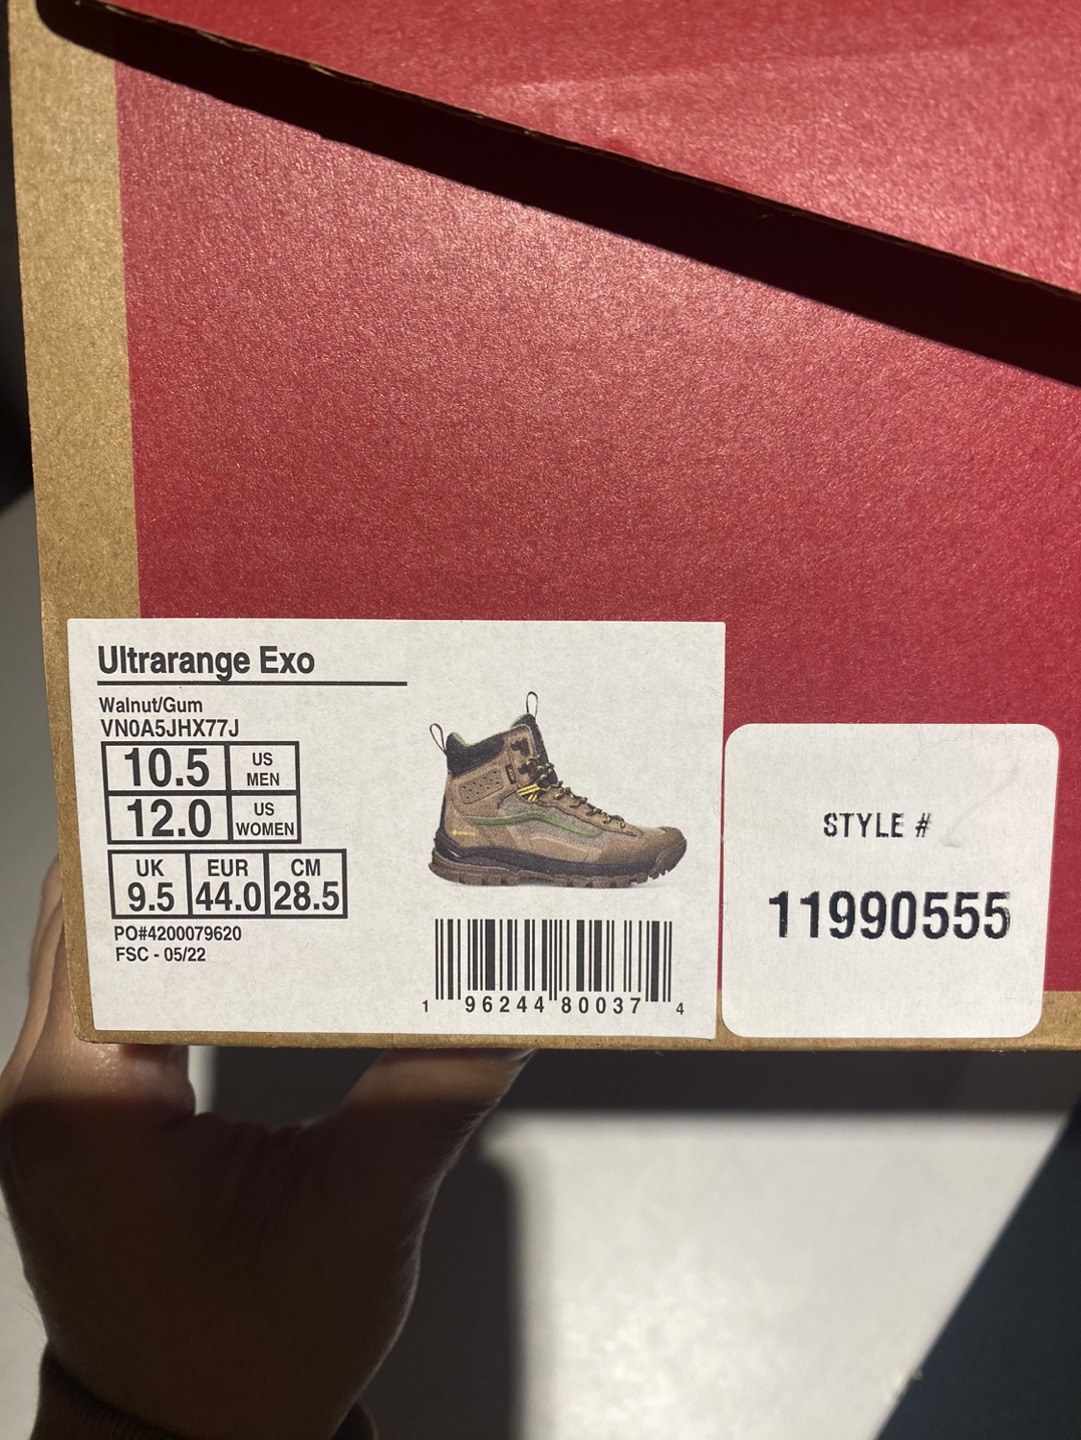 Ultrarange Exo
Walnut/Gum
VN0A5JHX77J
10.5 US MEN
12.0 US WOMEN
UK EUR CM
9.5 44.0 28.5
PO#4200079620
FSC - 05/22
1 96244 80037 4
STYLE #
11990555